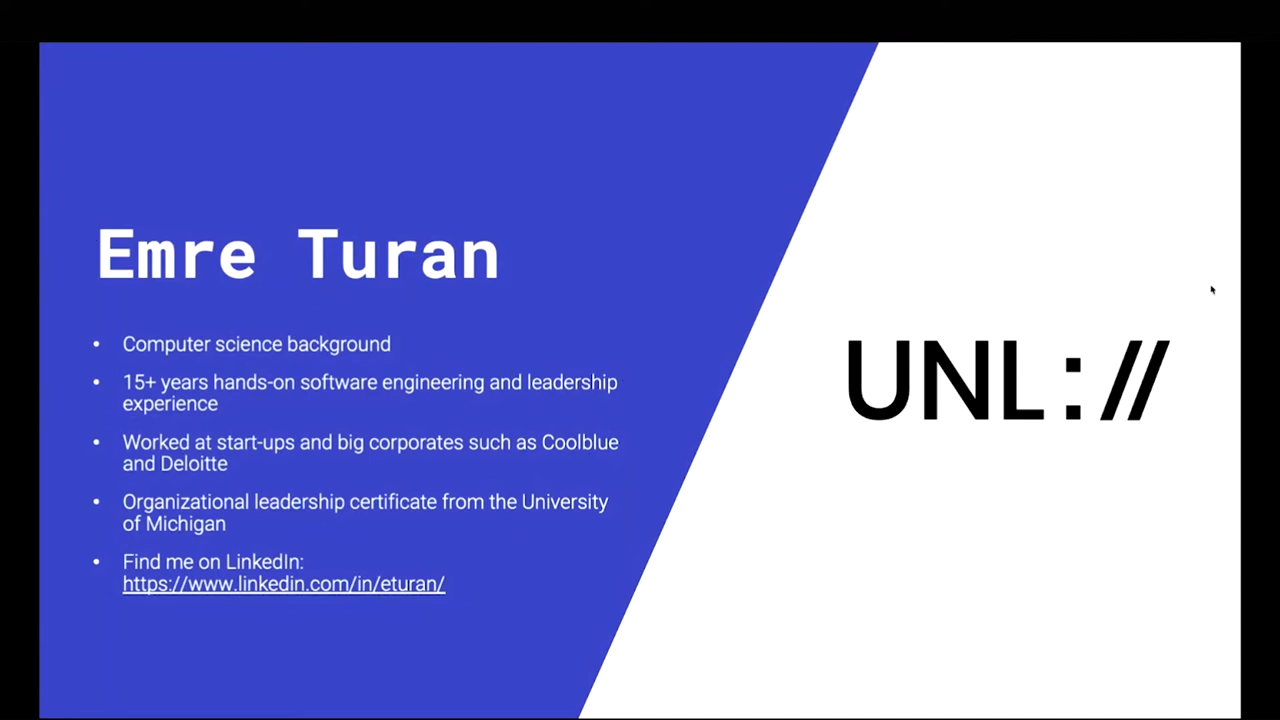 Emre Turan
• Computer science background
• 15+ years hands-on software engineering and leadership
experience
• Worked at start-ups and big corporates such as Coolblue
and Deloitte
• Organizational leadership certificate from the University
of Michigan
• Find me on LinkedIn:
https://www.linkedin.com/in/eturan/
UNL://